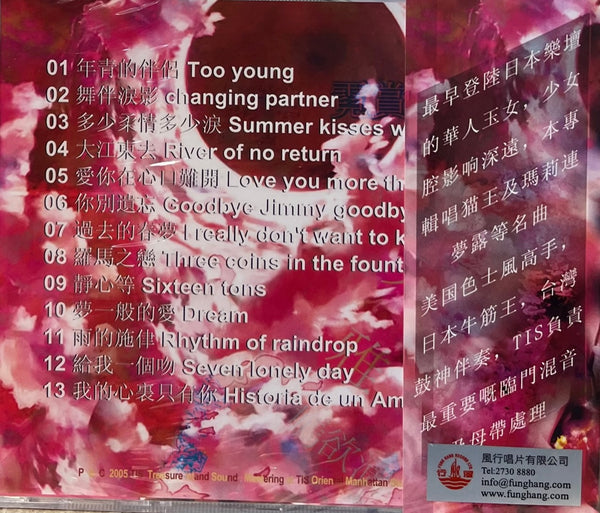 01 年青的伴侶 Too young
02 舞伴淚影 changing partner
03 多少柔情多少淚 Summer kisses w
04 大江東去 River of no return
05 愛你在心口難開 Love you more th
06 你別遺忘 Goodbye Jimmy goodby
07 過去的春夢 I really don't want to k
08 羅馬之戀 Three coins in the fount
09 靜心等 Sixteen tons
10 夢一般的愛 Dream
11 雨的旋律 Rhythm of raindrop
12 給我一個吻 Seven lonely day
13 我的心裏只有你 Historia de un Am
2005 Sound TIS Orien Manhattan
最早登陸日本樂壇
的華人玉女，少女
腔影响深遠，本專
輯唱猫王及瑪莉連
夢露等名曲
美国色士風高手，
日本牛筋王，台灣
鼓神伴奏，TIS負責
最重要嘅臨門混音
及母帶處理
風行唱片有限公司
Tel:2730 8880
info@funghang.com
www.funghang.com